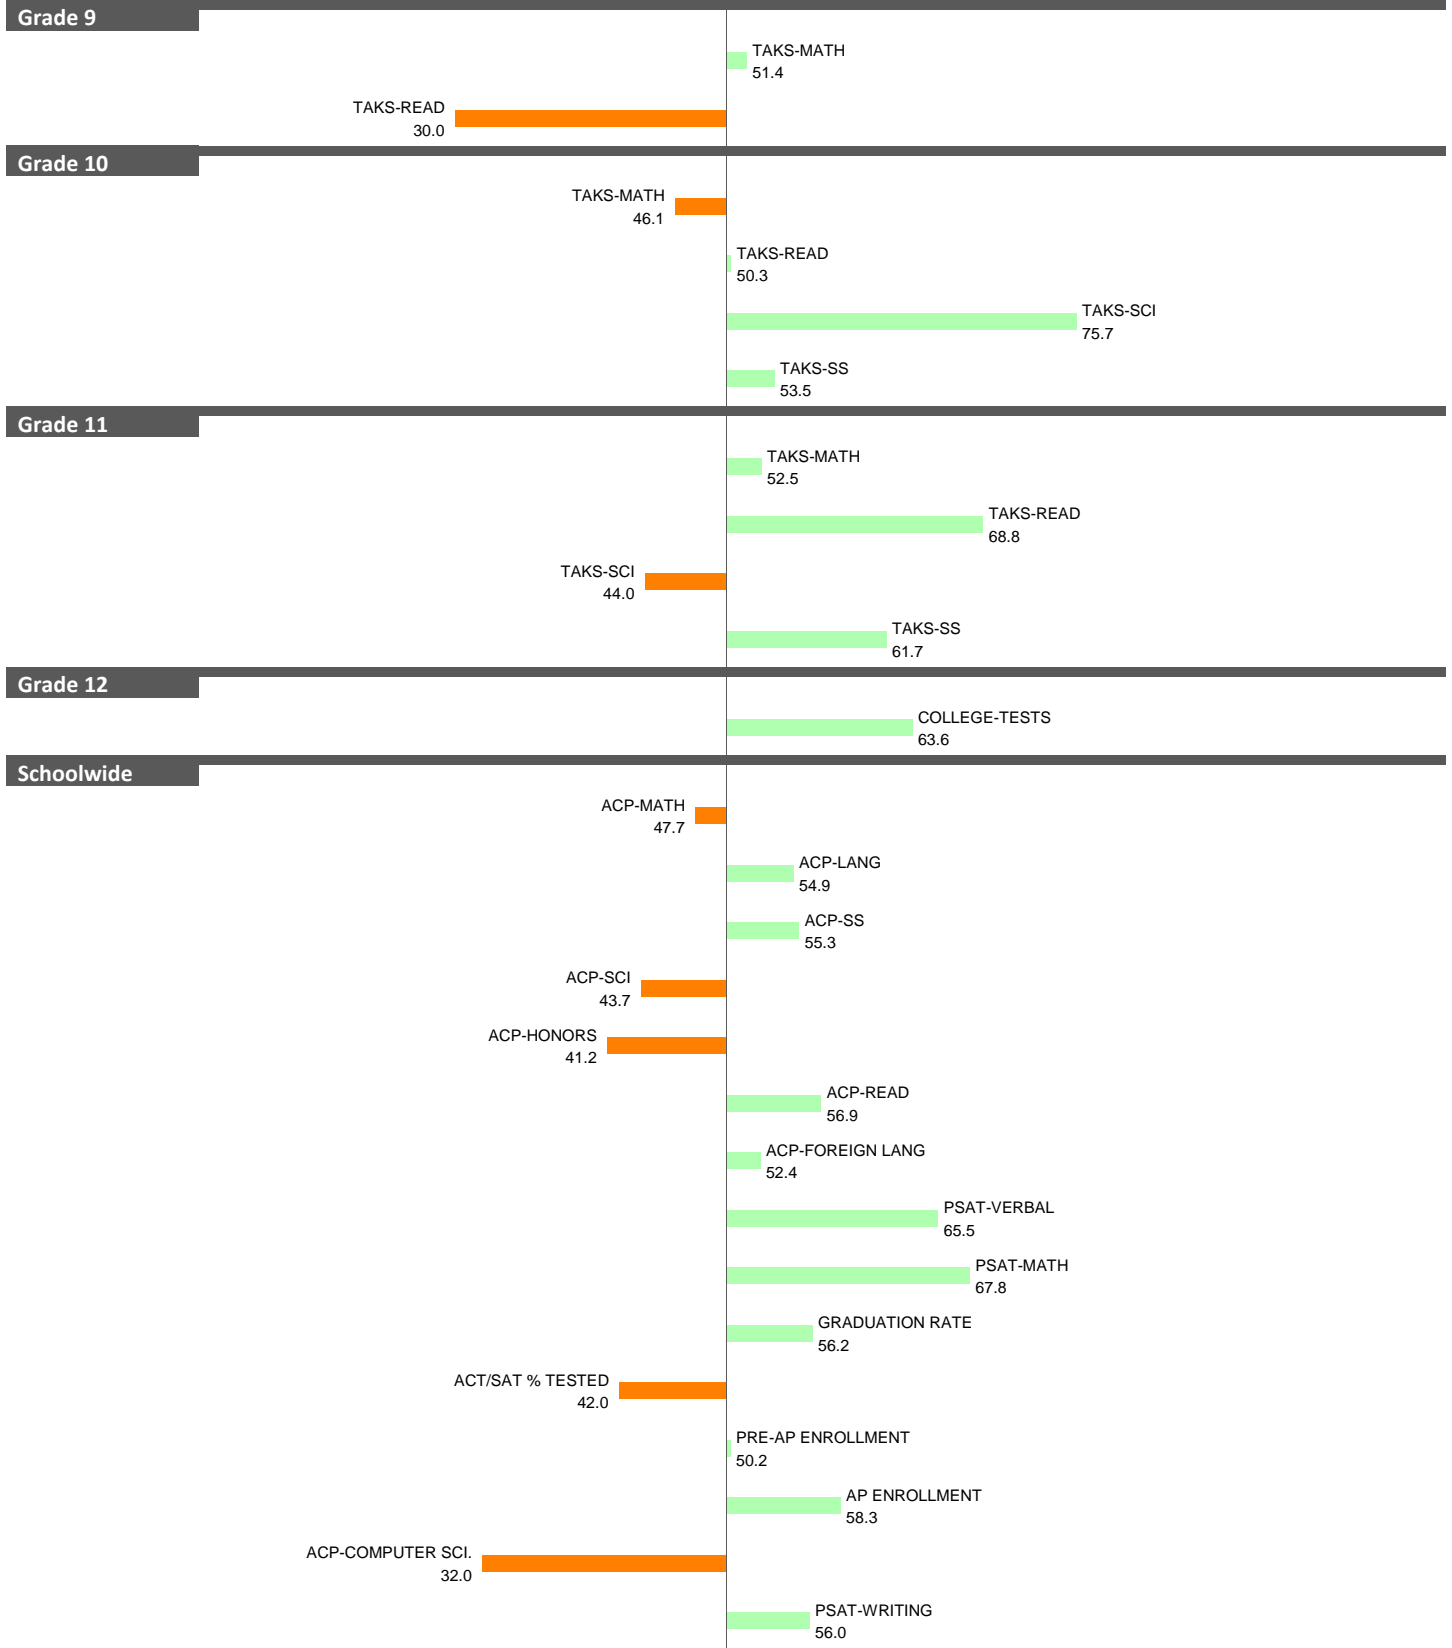 Grade 9
TAKS-MATH
51.4
TAKS-READ
30.0
Grade 10
TAKS-MATH
46.1
TAKS-READ
50.3
TAKS-SCI
75.7
TAKS-SS
53.5
Grade 11
TAKS-MATH
52.5
TAKS-READ
68.8
TAKS-SCI
44.0
TAKS-SS
61.7
Grade 12
COLLEGE-TESTS
63.6
Schoolwide
ACP-MATH
47.7
ACP-LANG
54.9
ACP-SS
55.3
ACP-SCI
43.7
ACP-HONORS
41.2
ACP-READ
56.9
ACP-FOREIGN LANG
52.4
PSAT-VERBAL
65.5
PSAT-MATH
67.8
GRADUATION RATE
56.2
ACT/SAT % TESTED
42.0
PRE-AP ENROLLMENT
50.2
AP ENROLLMENT
58.3
ACP-COMPUTER SCI.
32.0
PSAT-WRITING
56.0